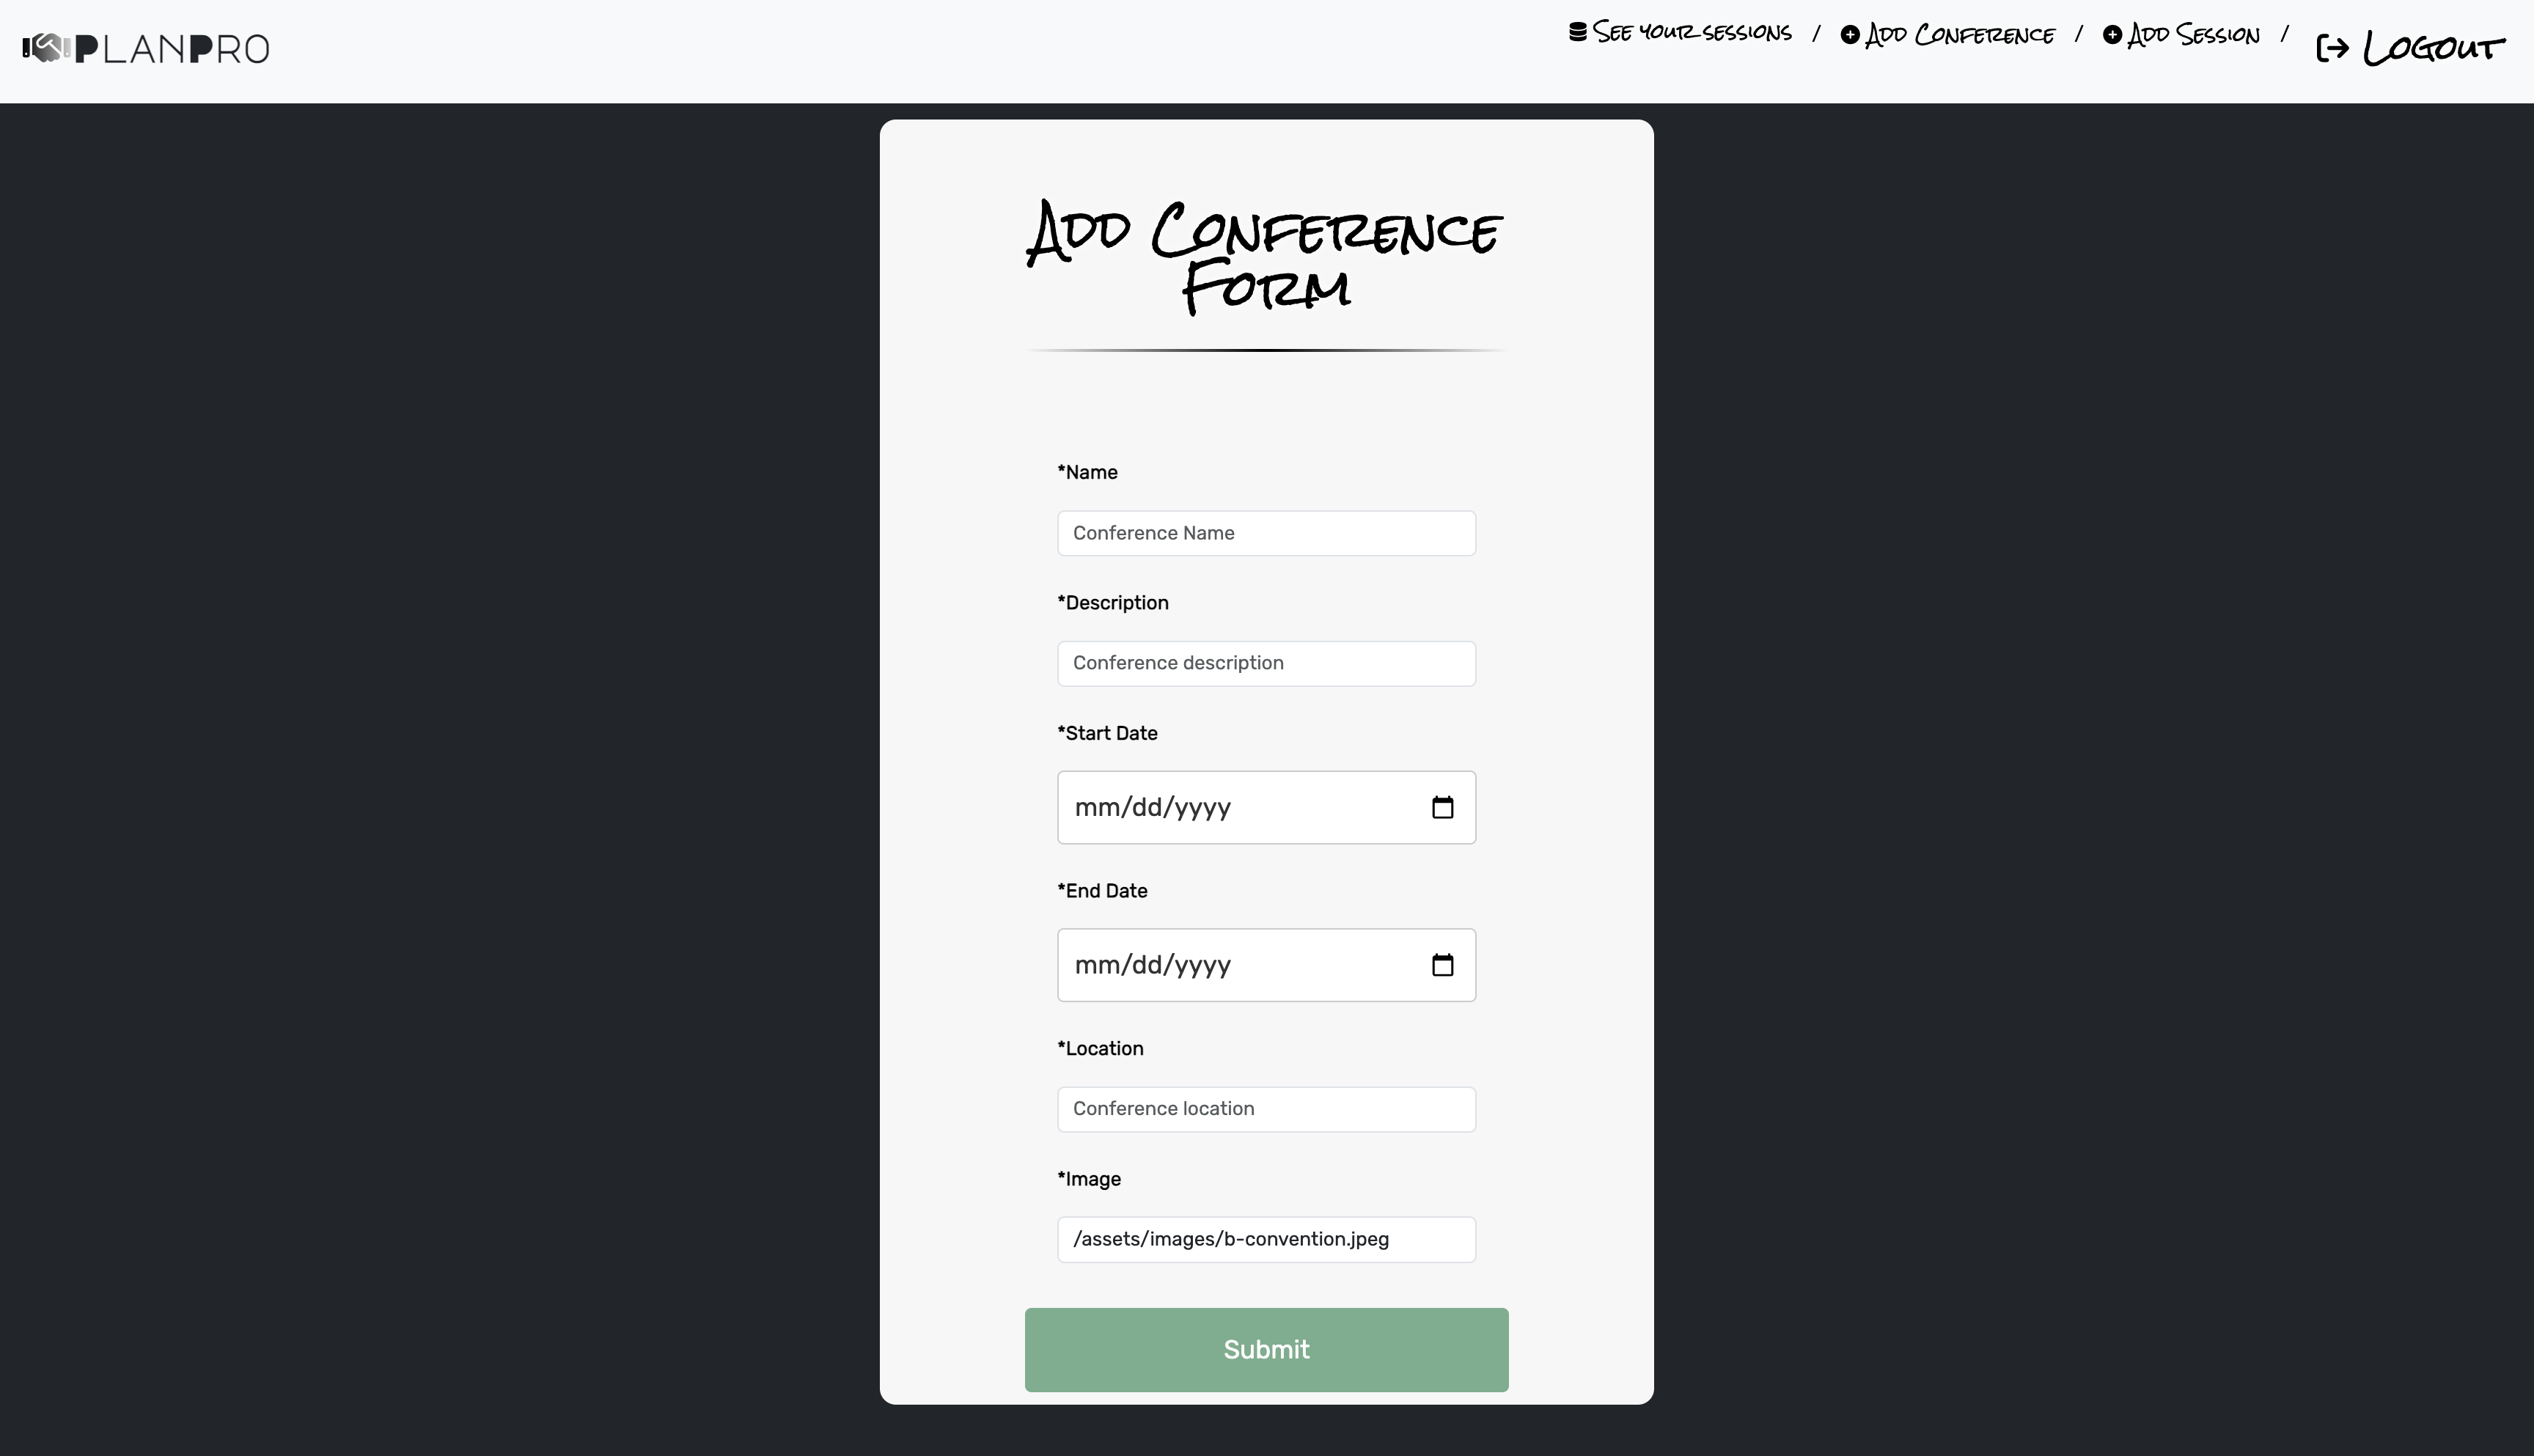 PLANPRO
See your sessions / Add Conference / Add Session / Logout
Add Conference
Form
*Name
Conference Name
*Description
Conference description
*Start Date
mm/dd/yyyy
*End Date
mm/dd/yyyy
*Location
Conference location
*Image
/assets/images/b-convention.jpeg
Submit